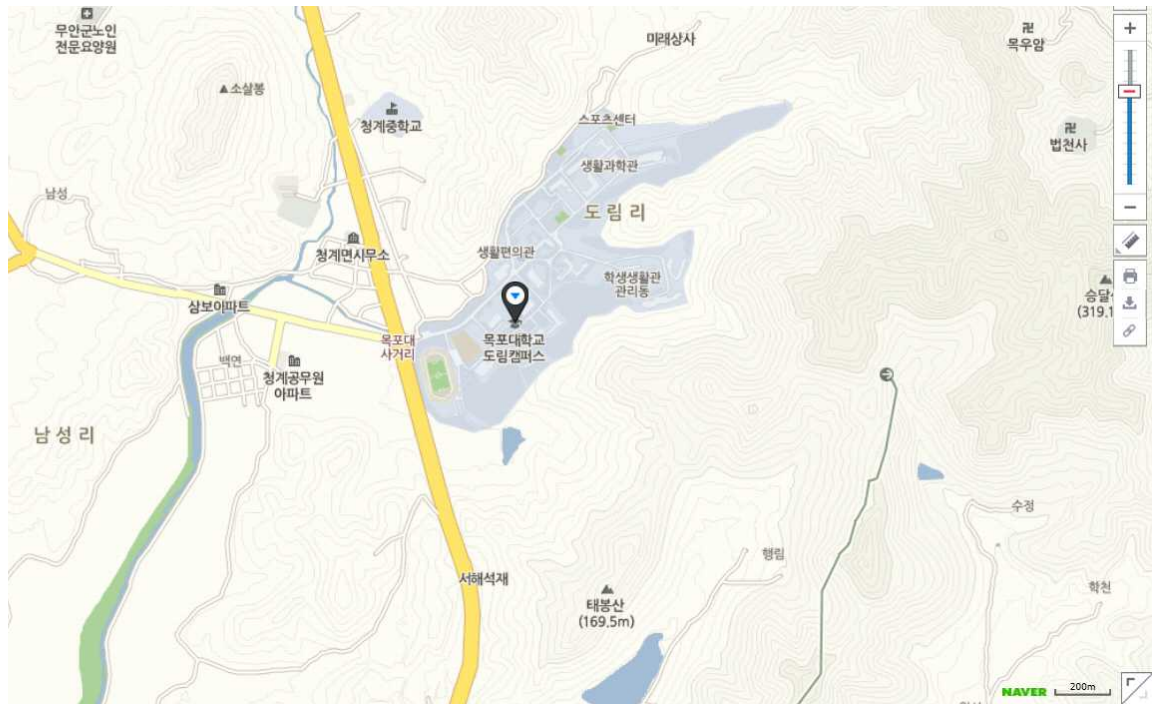 무안군노인
전문요양원
소살봉
청계중학교
미래상사
목우암
스포츠센터
법천사
생활과학관
남성
도림리
청계면사무소
생활편의관
학생생활관
관리동
삼보아파트
승달
(319.1
목포대
사거리
목포대학교
도림캠퍼스
백연
청계공무원
아파트
남성리
수정
행림
서해석재
학천
태봉산
(169.5m)
NAVER
200m